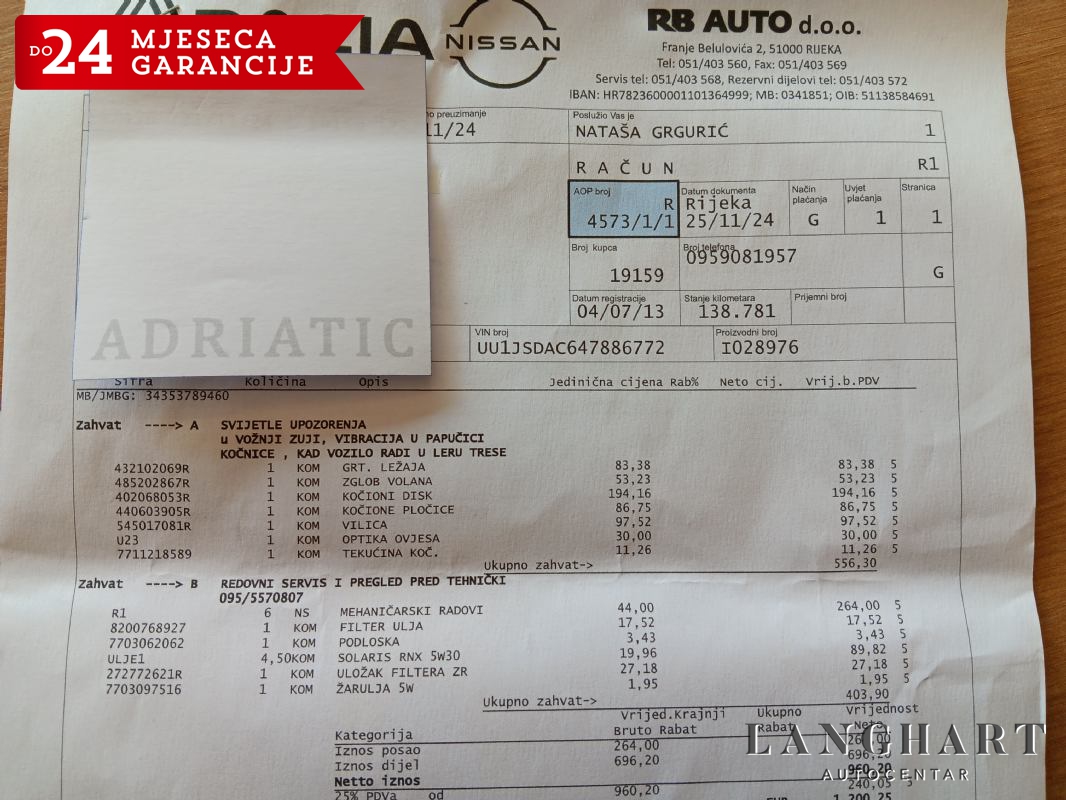 DO 24 MJESECA
GARANCIJE
NISSAN
RB AUTO d.o.o.
Franje Belulovića 2, 51000 RIJEKA
Tel: 051/403 560, Fax: 051/403 569
Servis tel: 051/403 568, Rezervni dijelovi tel: 051/403 572
IBAN: HR7823600001101364999; MB: 0341851; OIB: 51138584691
preuzimanje
11/24
Poslužio Vas je
NATAŠA GRGURIĆ 1
RAČUN R1
AOP broj
R
4573/1/1
Datum dokumenta
Rijeka
25/11/24
Način plaćanja
G
Uvjet plaćanja
1
Stranica
1
Broj kupca
19159
Broj telefona
0959081957
G
Datum registracije
04/07/13
Stanje kilometara
138.781
Prijemni broj
ADRIATIC
VIN broj
UU1JSDAC647886772
Proizvodni broj
I028976
Šifra Količina Opis Jedinična cijena Rab% Neto cij. Vrij.b.PDV
MB/JMBG: 34353789460
Zahvat ----> A SVIJETLE UPOZORENJA
u VOŽNJI ZUJI, VIBRACIJA U PAPUČICI
KOČNICE , KAD VOZILO RADI U LERU TRESE
432102069R 1 KOM GRT. LEŽAJA 83,38 83,38 5
485202867R 1 KOM ZGLOB VOLANA 53,23 53,23 5
402068053R 1 KOM KOČIONI DISK 194,16 194,16 5
440603905R 1 KOM KOČIONE PLOČICE 86,75 86,75 5
545017081R 1 KOM VILICA 97,52 97,52 5
U23 1 KOM OPTIKA OVJESA 30,00 30,00 5
7711218589 1 KOM TEKUĆINA KOČ. 11,26 11,26 5
Ukupno zahvat-> 556,30
Zahvat ----> B REDOVNI SERVIS I PREGLED PRED TEHNIČKI
095/5570807
R1 6 NS MEHANIČARSKI RADOVI 44,00 264,00 5
8200768927 1 KOM FILTER ULJA 17,52 17,52 5
7703062062 1 KOM PODLOSKA 3,43 3,43 5
ULJE1 4,50KOM SOLARIS RNX 5W30 19,96 89,82 5
272772621R 1 KOM ULOŽAK FILTERA ZR 27,18 27,18 5
7703097516 1 KOM ŽARULJA 5W 1,95 1,95 5
Ukupno zahvat-> 403,90
Kategorija Vrijed.Krajnji Bruto Rabat Ukupno Rabat Vrijednost Neto
Iznos posao 264,00 264,00
Iznos dijel 696,20 696,20
Netto iznos 960,20
25% PDVa od 960,20 240,05
1.200,25
LANGHART
AUTOCENTAR